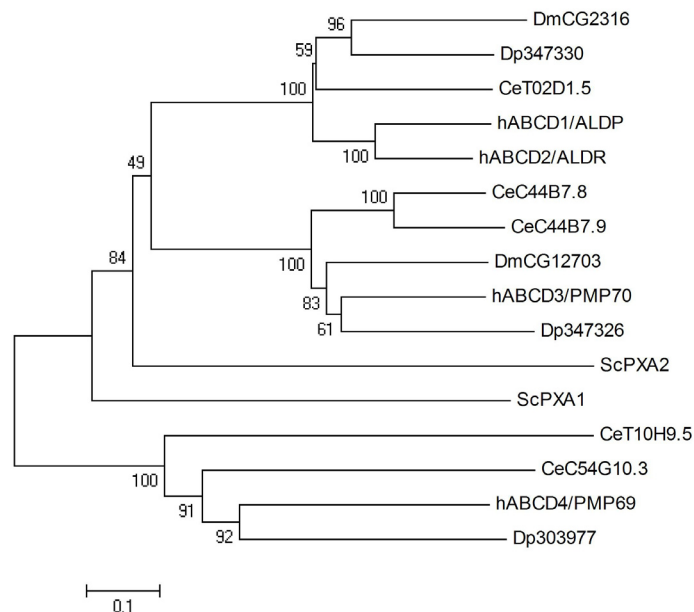 DmCG2316
96
Dp347330
59
CeT02D1.5
100
hABCD1/ALDP
100
hABCD2/ALDR
49
CeC44B7.8
100
CeC44B7.9
84
DmCG12703
100
hABCD3/PMP70
83
Dp347326
61
ScPXA2
ScPXA1
CeT10H9.5
100
CeC54G10.3
91
hABCD4/PMP69
92
Dp303977
0.1